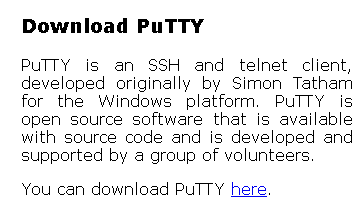 Download PuTTY
PuTTY is an SSH and telnet client,
developed originally by Simon Tatham
for the Windows platform. PuTTY is
open source software that is available
with source code and is developed and
supported by a group of volunteers.
You can download PuTTY here.